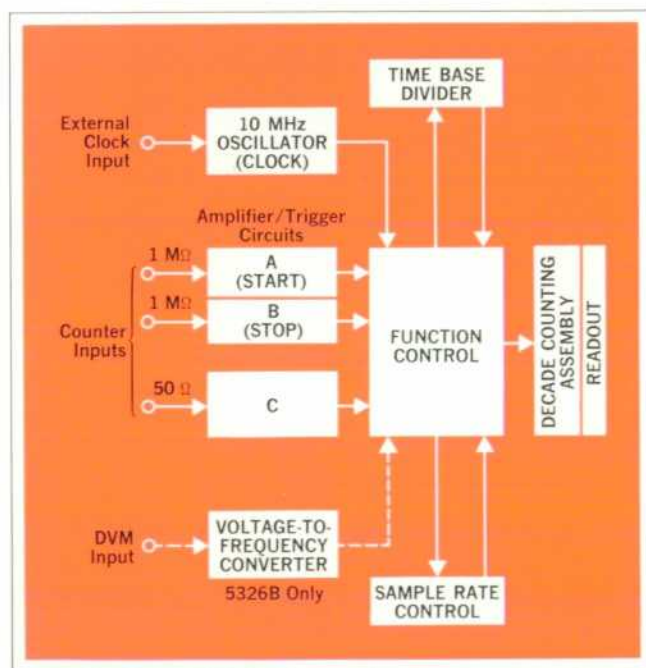 TIME BASE
DIVIDER
External
Clock
Input
10 MHz
OSCILLATOR
(CLOCK)
Amplifier/Trigger
Circuits
1 MΩ
A
(START)
1 MΩ
B
(STOP)
Counter
Inputs
50 Ω
C
FUNCTION
CONTROL
DECADE COUNTING
ASSEMBLY
READOUT
DVM
Input
VOLTAGE-TO-
FREQUENCY
CONVERTER
5326B Only
SAMPLE RATE
CONTROL